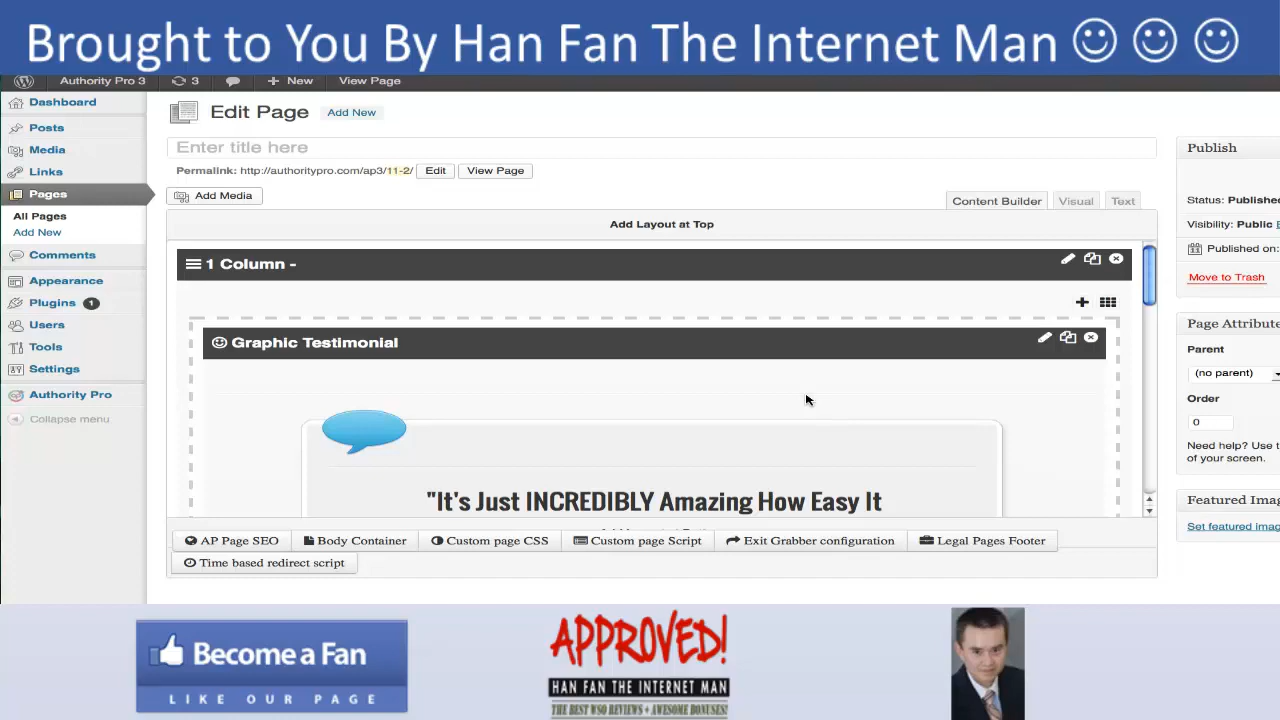 Brought to You By Han Fan The Internet Man ☺ ☺ ☺
Authority Pro 3 3 + New View Page
Dashboard
Posts
Media
Links
Pages
All Pages
Add New
Comments
Appearance
Plugins 1
Users
Tools
Settings
Authority Pro
Collapse menu
Edit Page Add New
Enter title here
Permalink: http://authoritypro.com/ap3/11-2/ Edit View Page
Add Media
Content Builder Visual Text
Add Layout at Top
1 Column -
Graphic Testimonial
"It's Just INCREDIBLY Amazing How Easy It
AP Page SEO Body Container Custom page CSS Custom page Script Exit Grabber configuration Legal Pages Footer
Time based redirect script
Publish
Status: Published
Visibility: Public E
Published on:
Move to Trash
Page Attribute
Parent
(no parent)
Order
0
Need help? Use t
of your screen.
Featured Imag
Set featured imag
Become a Fan
LIKE OUR PAGE
APPROVED!
HAN FAN THE INTERNET MAN
THE BEST WSO REVIEWS + AWESOME BONUSES!